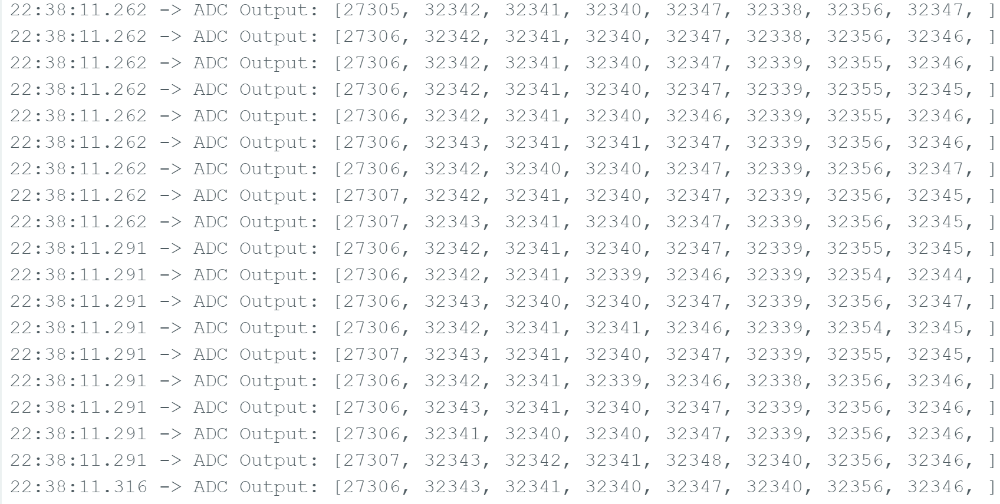 22:38:11.262 -> ADC Output: [27305, 32342, 32341, 32340, 32347, 32338, 32356, 32347, ]
22:38:11.262 -> ADC Output: [27306, 32342, 32341, 32340, 32347, 32338, 32356, 32346, ]
22:38:11.262 -> ADC Output: [27306, 32342, 32341, 32340, 32347, 32339, 32355, 32346, ]
22:38:11.262 -> ADC Output: [27306, 32342, 32341, 32340, 32347, 32339, 32355, 32345, ]
22:38:11.262 -> ADC Output: [27306, 32342, 32341, 32340, 32346, 32339, 32355, 32346, ]
22:38:11.262 -> ADC Output: [27306, 32343, 32341, 32341, 32347, 32339, 32356, 32346, ]
22:38:11.262 -> ADC Output: [27306, 32342, 32340, 32340, 32347, 32339, 32356, 32347, ]
22:38:11.262 -> ADC Output: [27307, 32342, 32341, 32340, 32347, 32339, 32356, 32345, ]
22:38:11.262 -> ADC Output: [27307, 32343, 32341, 32340, 32347, 32339, 32356, 32345, ]
22:38:11.291 -> ADC Output: [27306, 32342, 32341, 32340, 32347, 32339, 32355, 32345, ]
22:38:11.291 -> ADC Output: [27306, 32342, 32341, 32339, 32346, 32339, 32354, 32344, ]
22:38:11.291 -> ADC Output: [27306, 32343, 32340, 32340, 32347, 32339, 32356, 32347, ]
22:38:11.291 -> ADC Output: [27306, 32342, 32341, 32341, 32346, 32339, 32354, 32345, ]
22:38:11.291 -> ADC Output: [27307, 32343, 32341, 32340, 32347, 32339, 32355, 32345, ]
22:38:11.291 -> ADC Output: [27306, 32342, 32341, 32339, 32346, 32338, 32356, 32346, ]
22:38:11.291 -> ADC Output: [27306, 32343, 32341, 32340, 32347, 32339, 32356, 32346, ]
22:38:11.291 -> ADC Output: [27306, 32341, 32340, 32340, 32347, 32339, 32356, 32346, ]
22:38:11.291 -> ADC Output: [27307, 32343, 32342, 32341, 32348, 32340, 32356, 32346, ]
22:38:11.316 -> ADC Output: [27306, 32343, 32341, 32340, 32347, 32340, 32356, 32346, ]